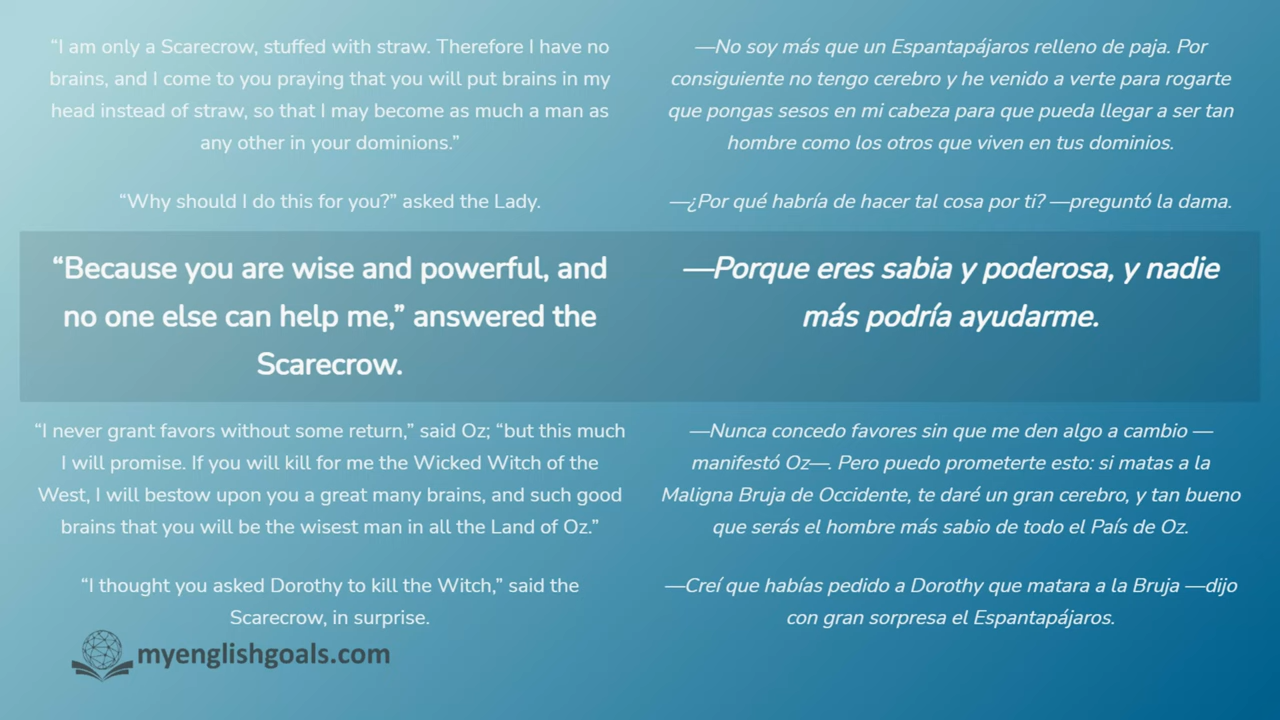 “I am only a Scarecrow, stuffed with straw. Therefore I have no
brains, and I come to you praying that you will put brains in my
head instead of straw, so that I may become as much a man as
any other in your dominions.”
—No soy más que un Espantapájaros relleno de paja. Por
consiguiente no tengo cerebro y he venido a verte para rogarte
que pongas sesos en mi cabeza para que pueda llegar a ser tan
hombre como los otros que viven en tus dominios.
“Why should I do this for you?” asked the Lady.
—¿Por qué habría de hacer tal cosa por ti? —preguntó la dama.
“Because you are wise and powerful, and
no one else can help me,” answered the
Scarecrow.
—Porque eres sabia y poderosa, y nadie
más podría ayudarme.
“I never grant favors without some return,” said Oz; “but this much
I will promise. If you will kill for me the Wicked Witch of the
West, I will bestow upon you a great many brains, and such good
brains that you will be the wisest man in all the Land of Oz.”
—Nunca concedo favores sin que me den algo a cambio —
manifestó Oz—. Pero puedo prometerte esto: si matas a la
Maligna Bruja de Occidente, te daré un gran cerebro, y tan bueno
que serás el hombre más sabio de todo el País de Oz.
“I thought you asked Dorothy to kill the Witch,” said the
Scarecrow, in surprise.
—Creí que habías pedido a Dorothy que matara a la Bruja —dijo
con gran sorpresa el Espantapájaros.
myenglishgoals.com